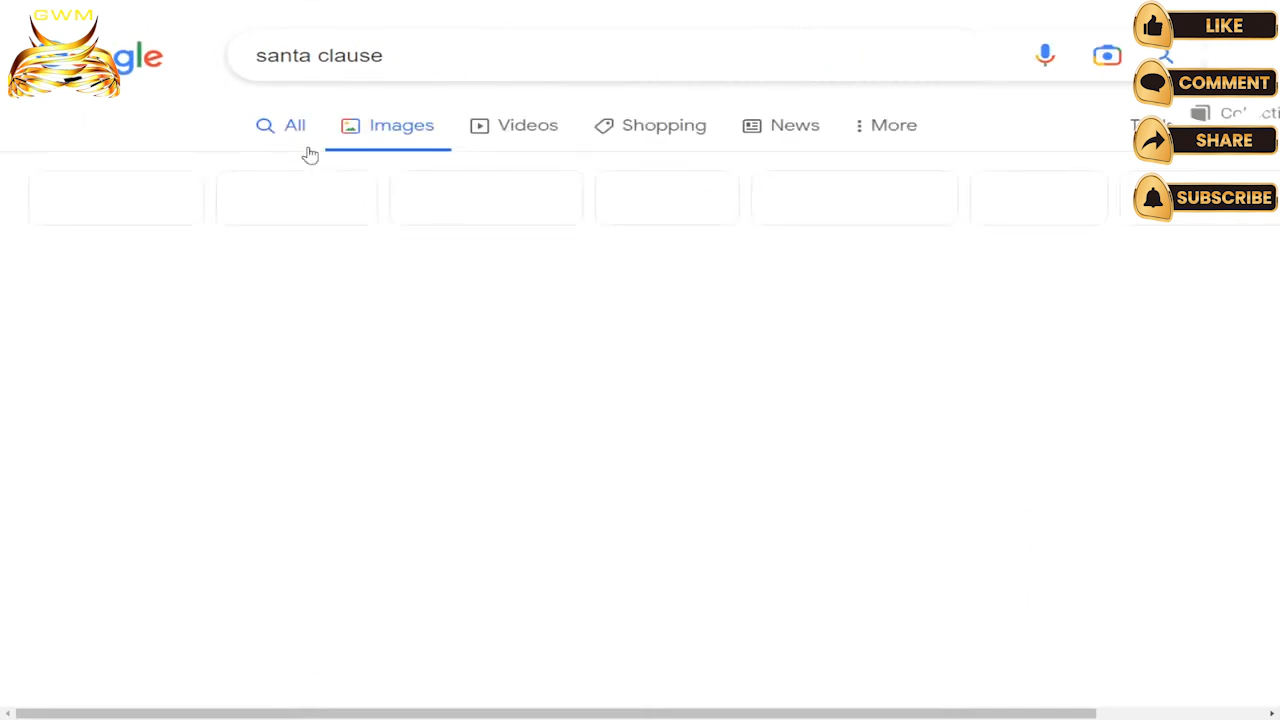 GWM
gle
santa clause
All Images Videos Shopping News More
LIKE
COMMENT
SHARE
SUBSCRIBE